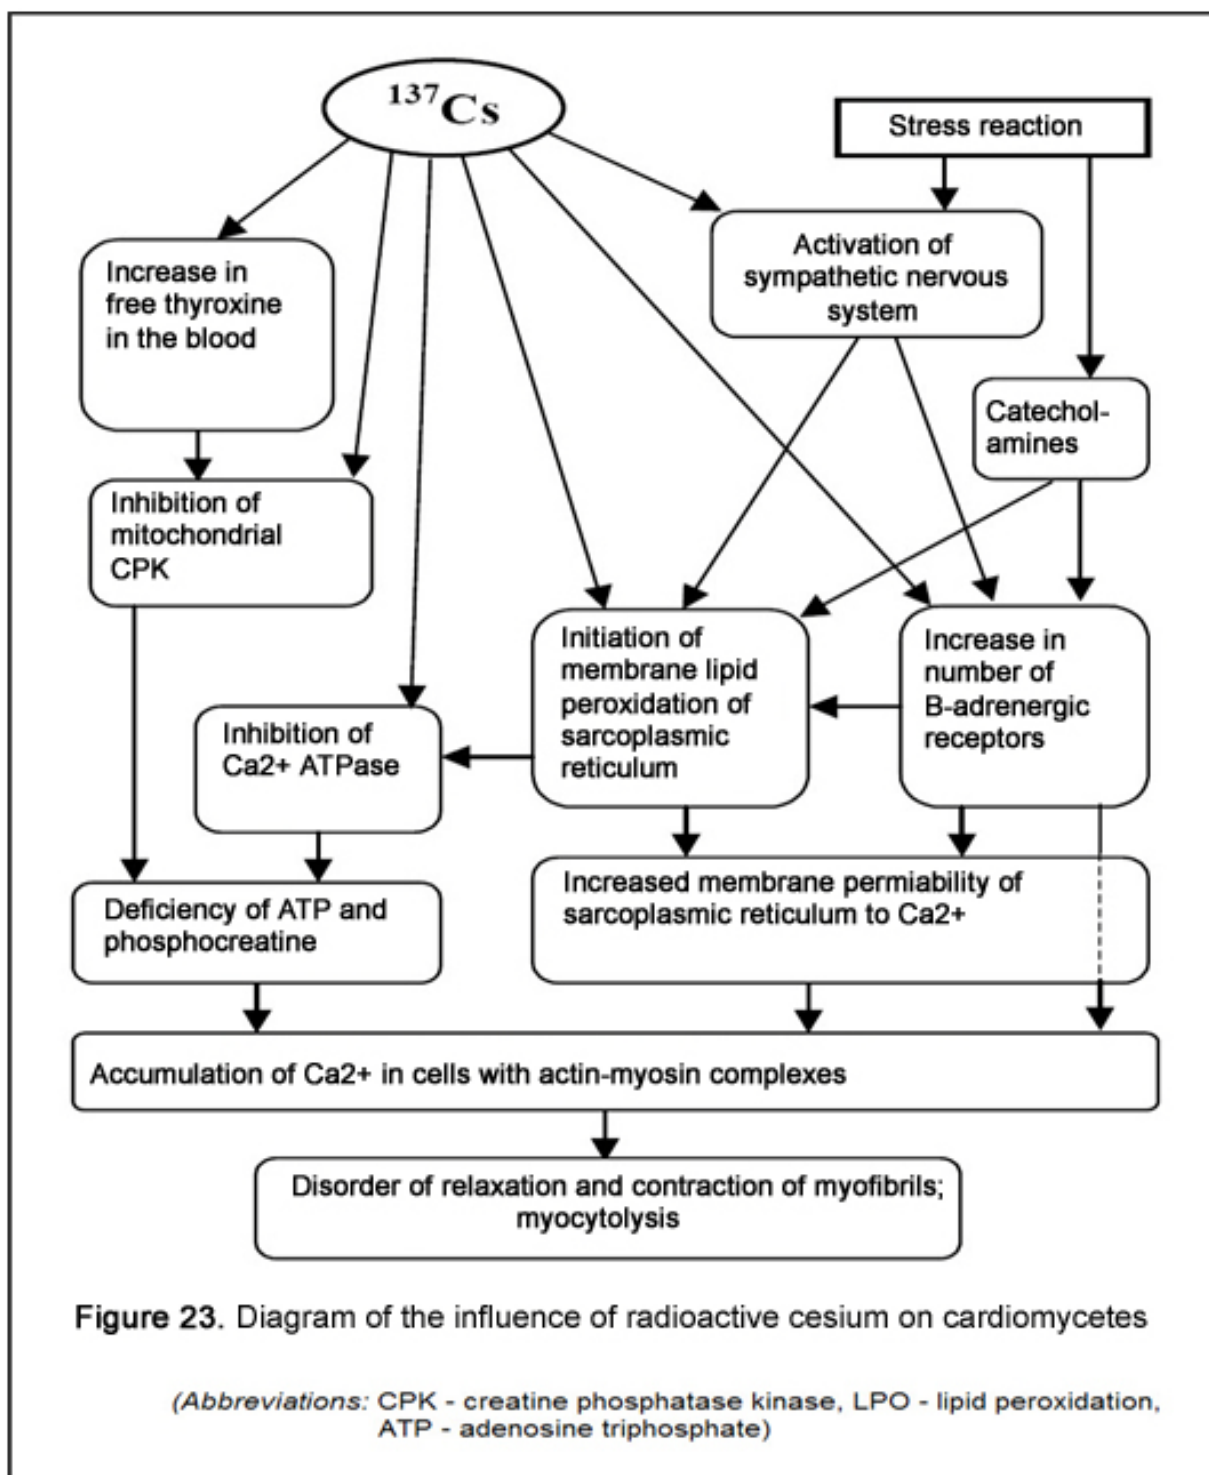 ¹³⁷Cs
Stress reaction
Activation of
sympathetic nervous
system
Increase in
free thyroxine
in the blood
Catechol-
amines
Inhibition of
mitochondrial
CPK
Initiation of
membrane lipid
peroxidation of
sarcoplasmic
reticulum
Increase in
number of
B-adrenergic
receptors
Inhibition of
Ca2+ ATPase
Deficiency of ATP and
phosphocreatine
Increased membrane permiability of
sarcoplasmic reticulum to Ca2+
Accumulation of Ca2+ in cells with actin-myosin complexes
Disorder of relaxation and contraction of myofibrils;
myocytolysis
Figure 23. Diagram of the influence of radioactive cesium on cardiomycetes
(Abbreviations: CPK - creatine phosphatase kinase, LPO - lipid peroxidation,
ATP - adenosine triphosphate)